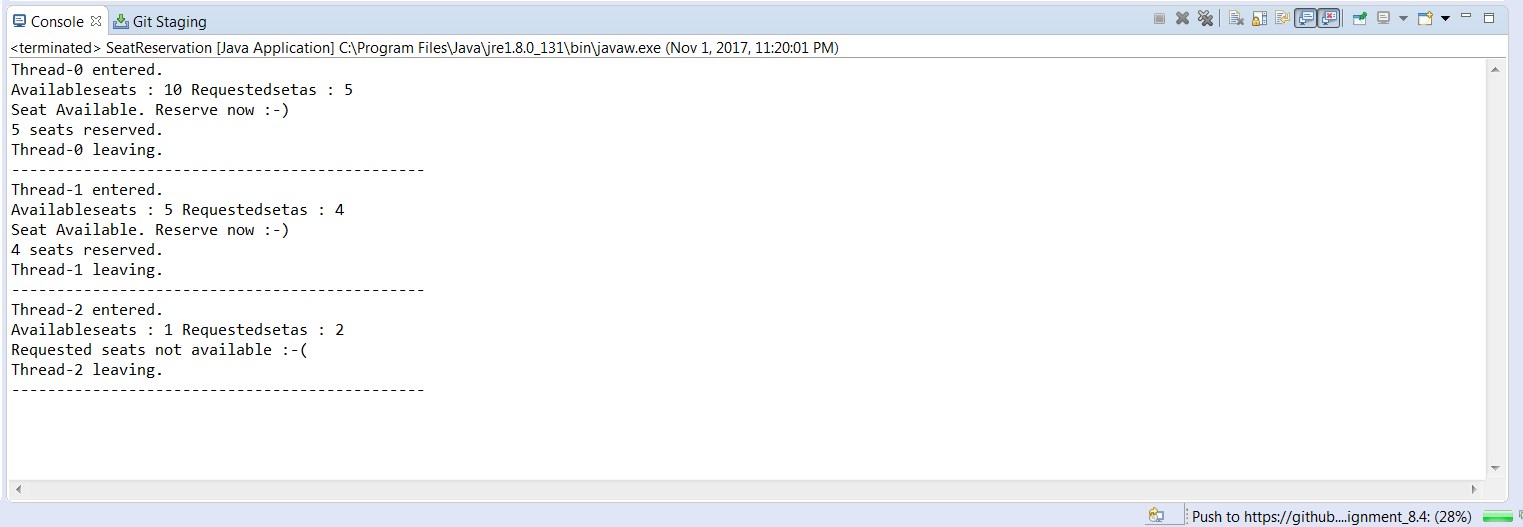 Console Git Staging
<terminated> SeatReservation [Java Application] C:\Program Files\Java\jre1.8.0_131\bin\javaw.exe (Nov 1, 2017, 11:20:01 PM)
Thread-0 entered.
Availableseats : 10 Requestedsetas : 5
Seat Available. Reserve now :-)
5 seats reserved.
Thread-0 leaving.
----------------------------------------------
Thread-1 entered.
Availableseats : 5 Requestedsetas : 4
Seat Available. Reserve now :-)
4 seats reserved.
Thread-1 leaving.
----------------------------------------------
Thread-2 entered.
Availableseats : 1 Requestedsetas : 2
Requested seats not available :-(
Thread-2 leaving.
----------------------------------------------
Push to https://github....ignment_8.4: (28%)